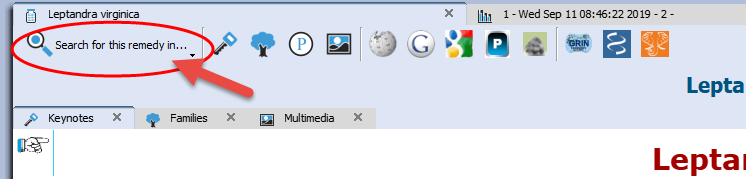 Leptandra virginica X 1 - Wed Sep 11 08:46:22 2019 - 2 -
Search for this remedy in... P W G P GRIN
Lepta
Keynotes X Families X Multimedia X
Leptar